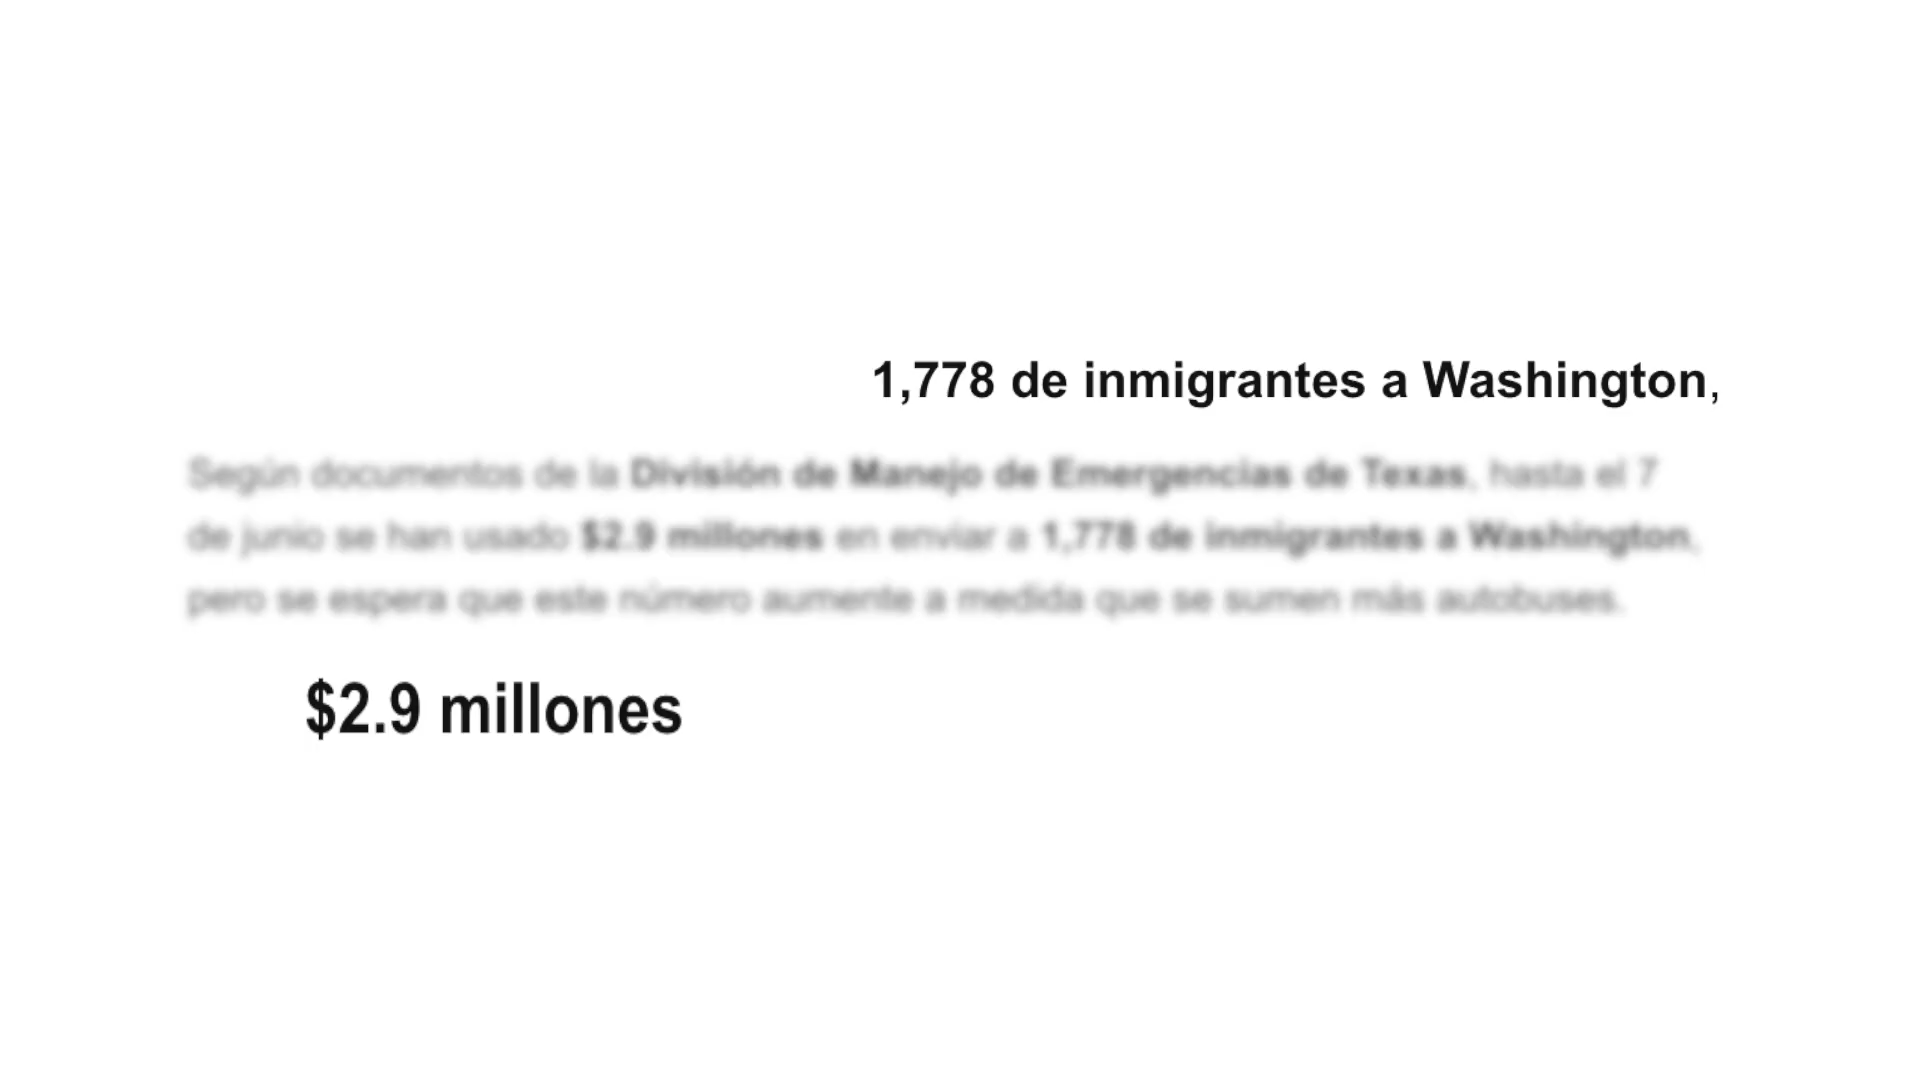 1,778 de inmigrantes a Washington,
Según documentos de la División de Manejo de Emergencias de Texas, hasta el 7
de junio se han usado $2.9 millones en enviar a 1,778 de inmigrantes a Washington,
pero se espera que este número aumente a medida que se sumen más autobuses.
$2.9 millones